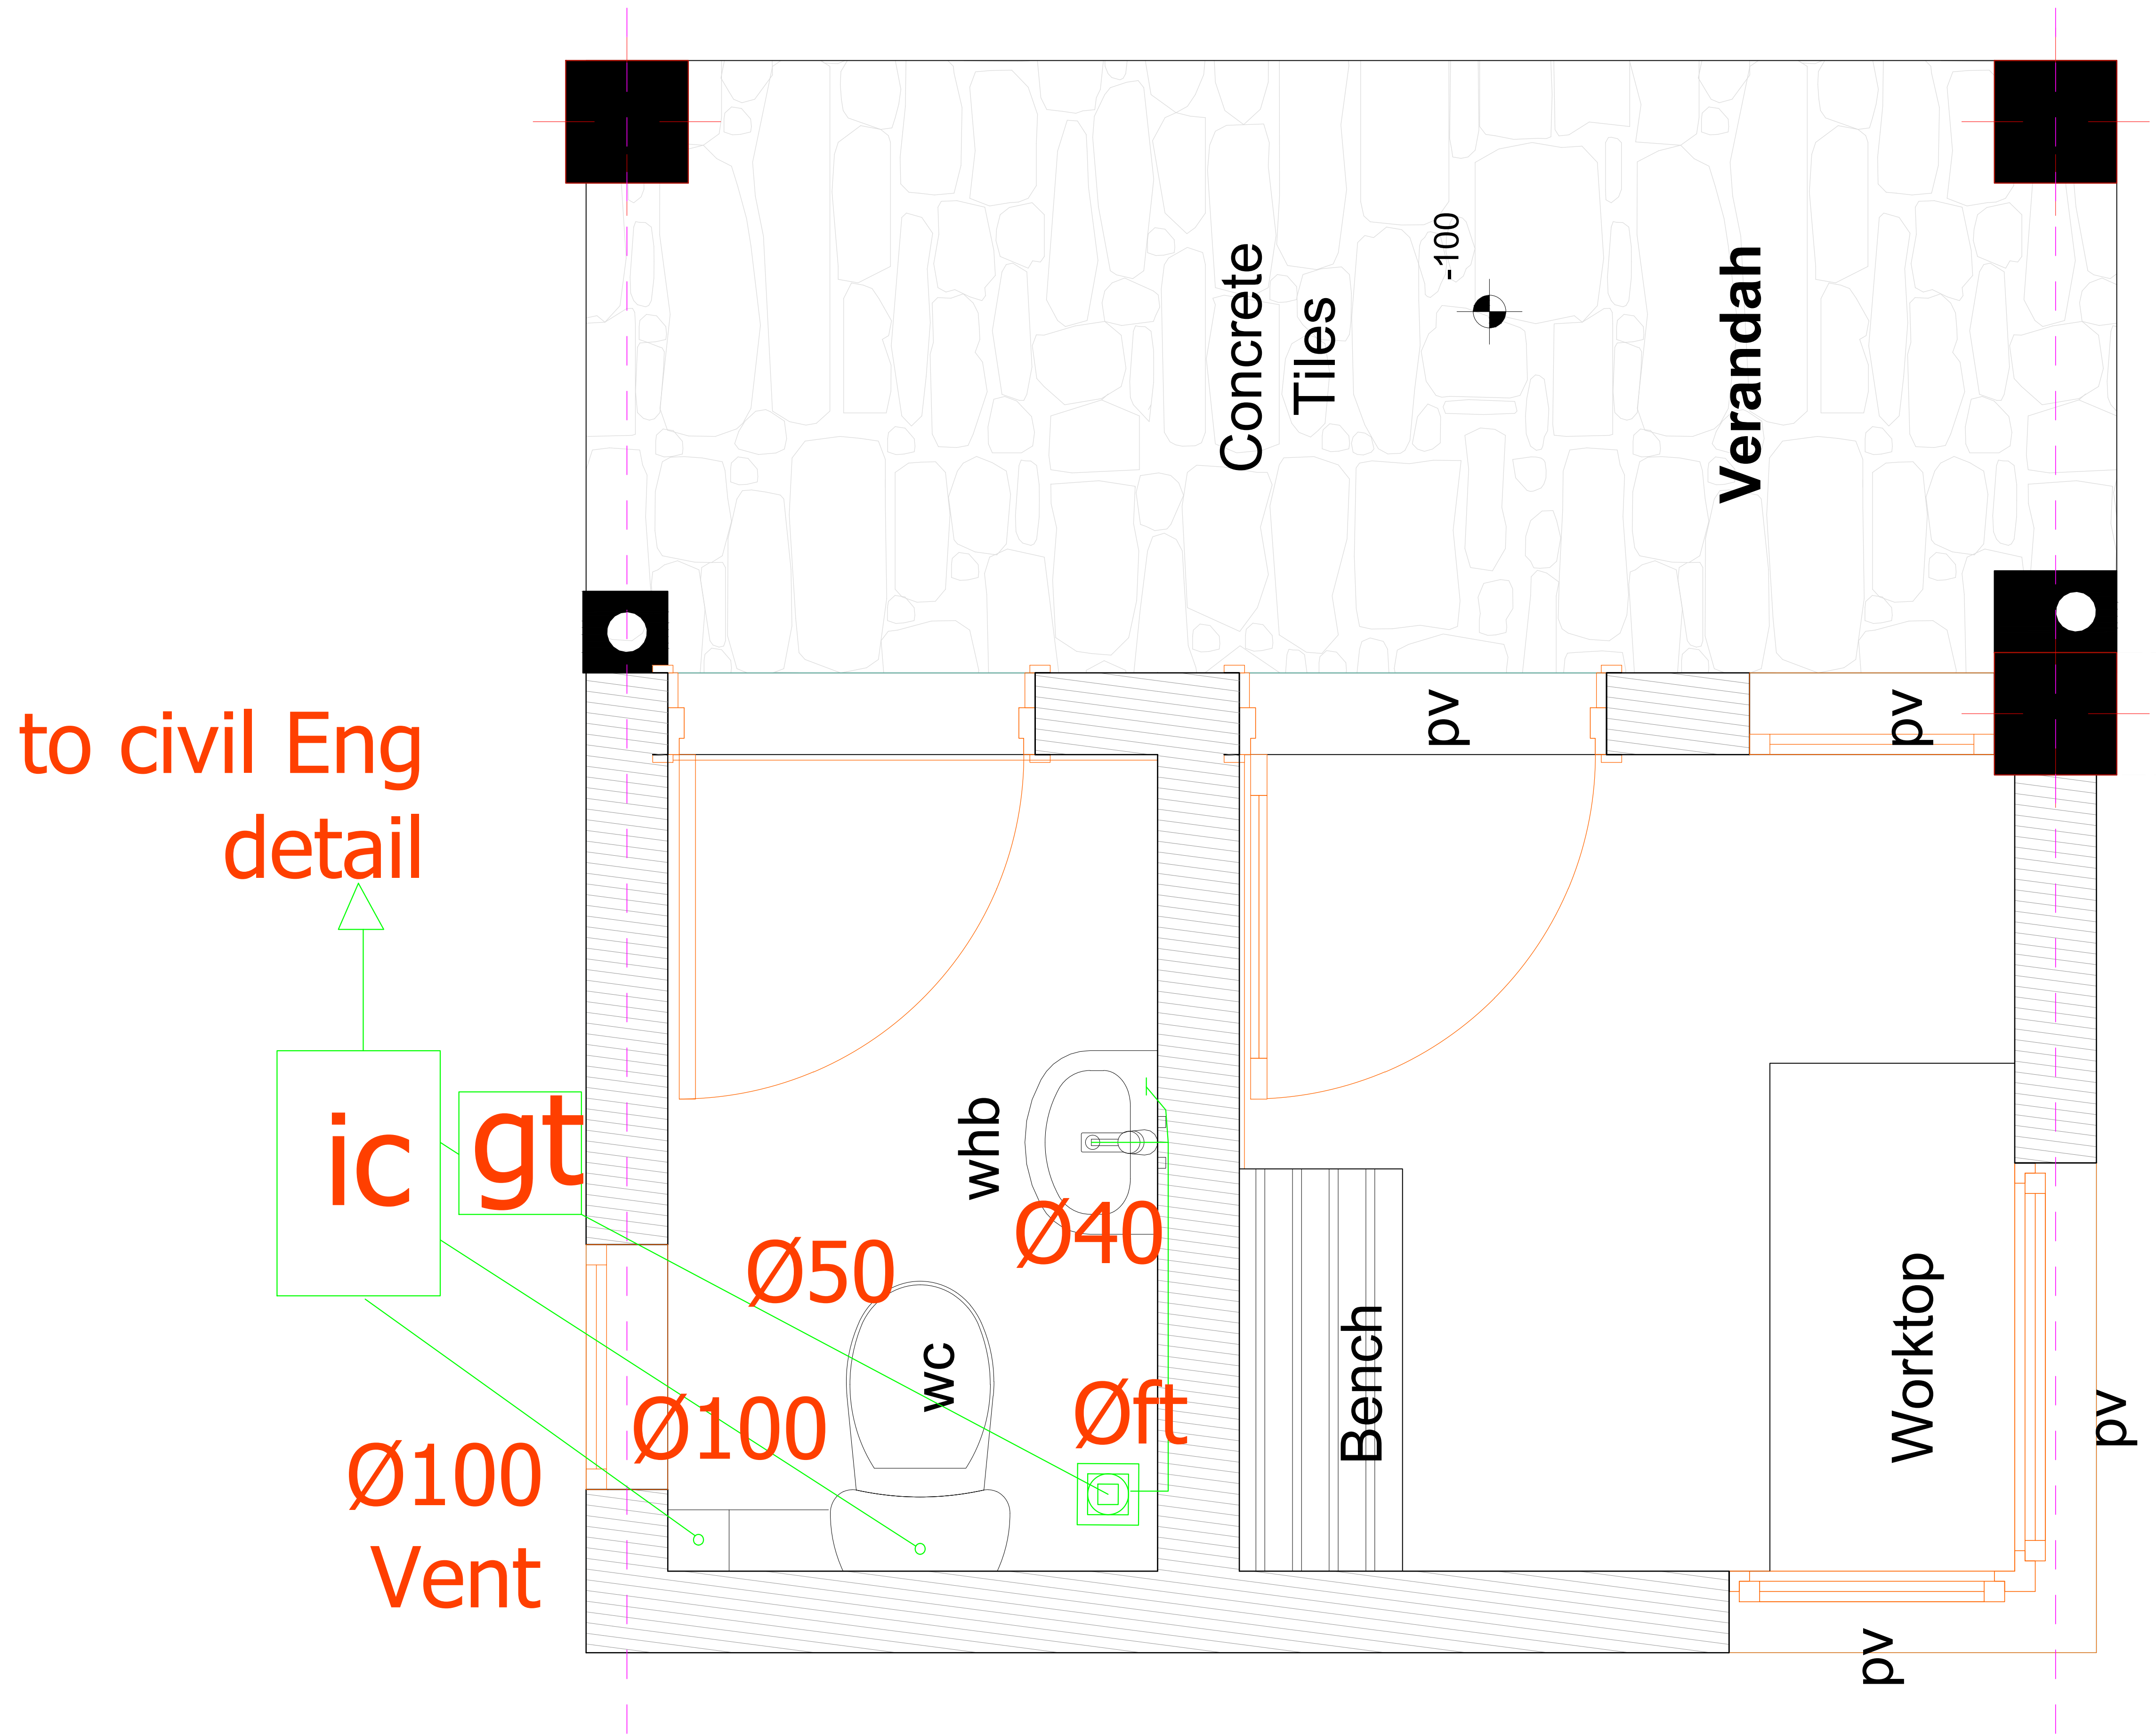 Concrete
Tilles
-100
Verandah
pv
pv
to civil Eng
detail
ic
gt
whb
Ø40
Ø50
wc
Ø100
Øft
Bench
Worktop
pv
Ø100
Vent
pv